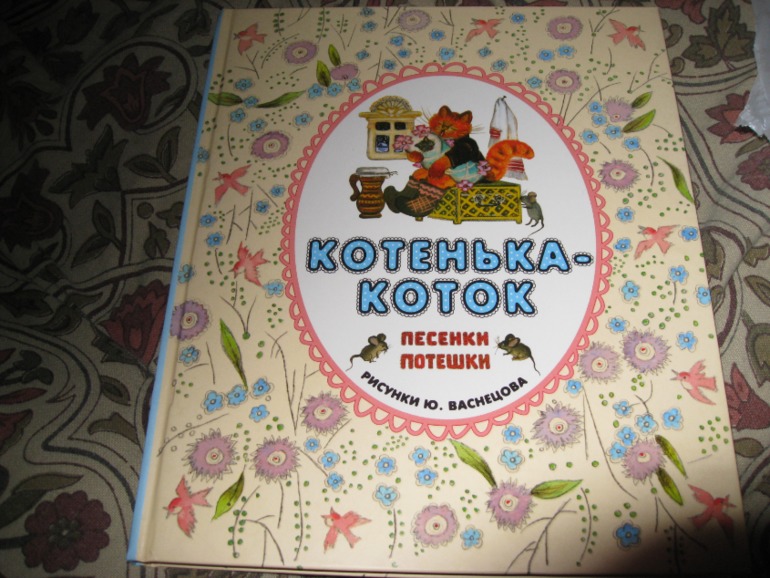 КОТЕНЬКА-
КОТОК
ПЕСЕНКИ
ПОТЕШКИ
РИСУНКИ Ю. ВАСНЕЦОВА